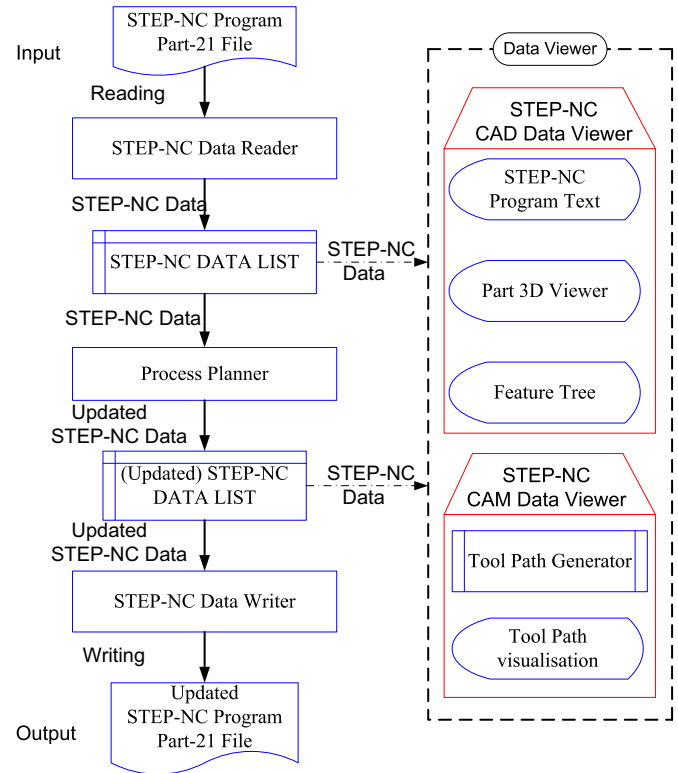 STEP-NC Program
Part-21 File
Input
Reading
STEP-NC Data Reader
STEP-NC Data
STEP-NC DATA LIST
STEP-NC
Data
STEP-NC Data
Process Planner
Updated
STEP-NC Data
(Updated) STEP-NC
DATA LIST
STEP-NC
Data
Updated
STEP-NC Data
STEP-NC Data Writer
Writing
Updated
STEP-NC Program
Part-21 File
Output
Data Viewer
STEP-NC
CAD Data Viewer
STEP-NC
Program Text
Part 3D Viewer
Feature Tree
STEP-NC
CAM Data Viewer
Tool Path Generator
Tool Path
visualisation